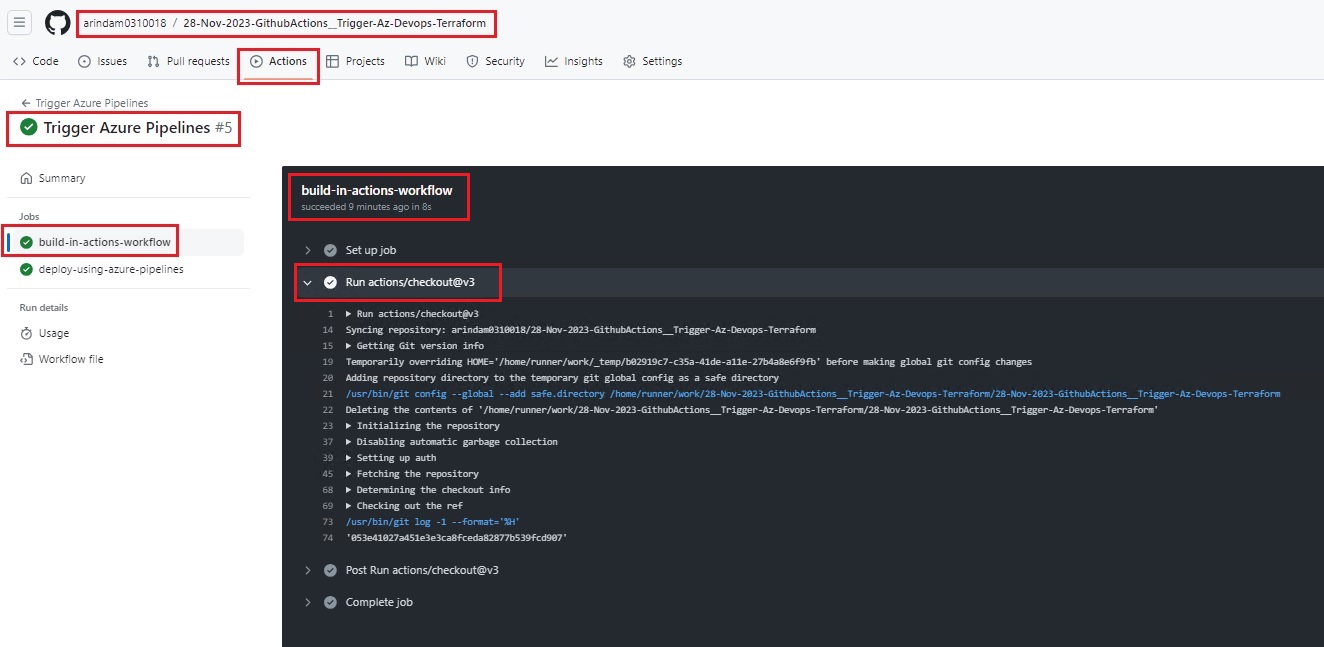 arindam0310018 / 28-Nov-2023-GithubActions__Trigger-Az-Devops-Terraform
Code Issues Pull requests Actions Projects Wiki Security Insights Settings
Trigger Azure Pipelines
Trigger Azure Pipelines #5
Summary
Jobs
build-in-actions-workflow
deploy-using-azure-pipelines
Run details
Usage
Workflow file
build-in-actions-workflow
succeeded 9 minutes ago in 8s
Set up job
Run actions/checkout@v3
1 Run actions/checkout@v3
14 Syncing repository: arindam0310018/28-Nov-2023-GithubActions__Trigger-Az-Devops-Terraform
15 Getting Git version info
19 Temporarily overriding HOME='/home/runner/work/_temp/b02919c7-c35a-41de-a11e-27b4a8e6f9fb' before making global git config changes
20 Adding repository directory to the temporary git global config as a safe directory
21 /usr/bin/git config --global --add safe.directory /home/runner/work/28-Nov-2023-GithubActions__Trigger-Az-Devops-Terraform/28-Nov-2023-GithubActions__Trigger-Az-Devops-Terraform
22 Deleting the contents of '/home/runner/work/28-Nov-2023-GithubActions__Trigger-Az-Devops-Terraform/28-Nov-2023-GithubActions__Trigger-Az-Devops-Terraform'
23 Initializing the repository
37 Disabling automatic garbage collection
39 Setting up auth
45 Fetching the repository
68 Determining the checkout info
69 Checking out the ref
73 /usr/bin/git log -1 --format='%H'
74 '053e41027a451e3e3ca8fceda82877b539fcd907'
Post Run actions/checkout@v3
Complete job